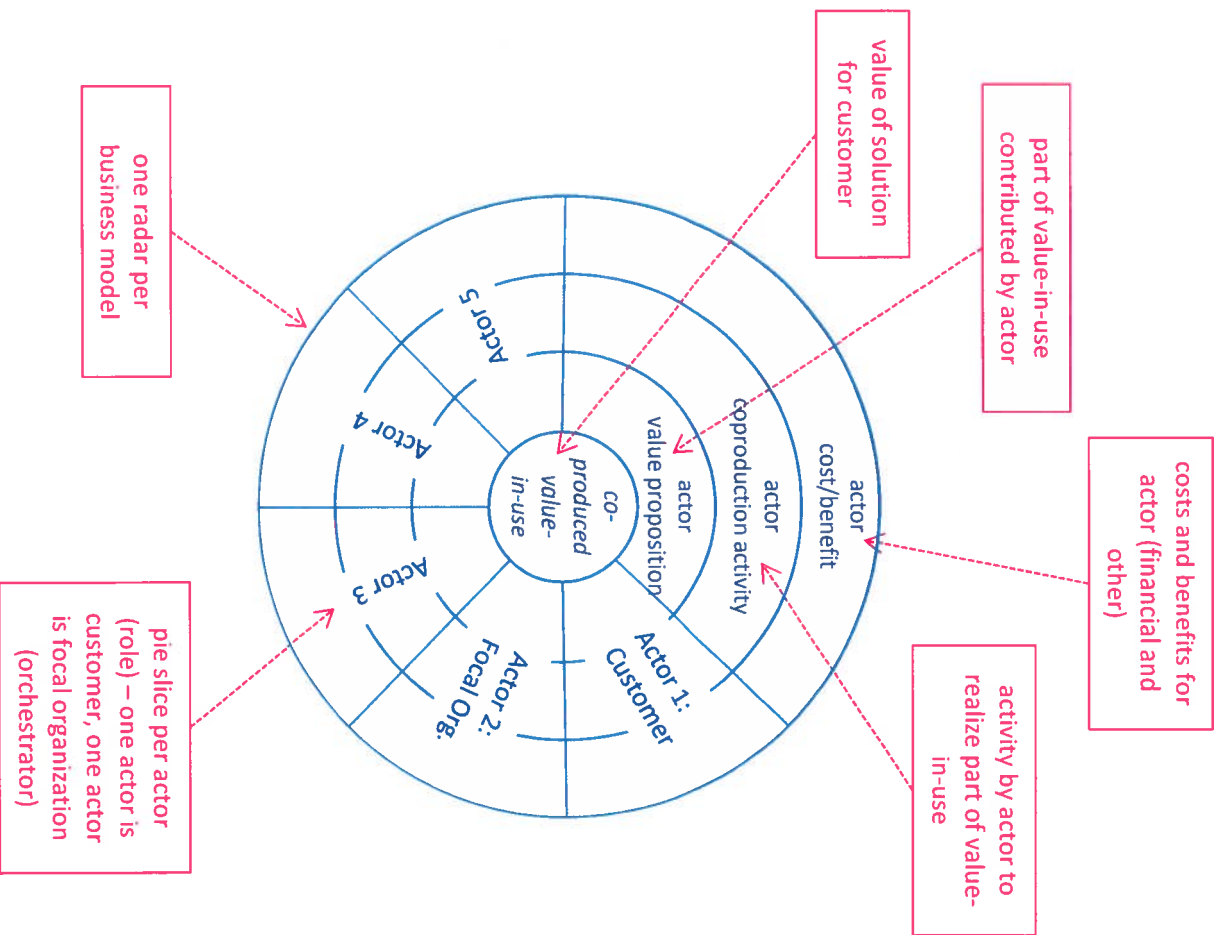 costs and benefits for
actor (financial and
other)
activity by actor to
realize part of value-
in-use
part of value-in-use
contributed by actor
value of solution
for customer
one radar per
business model
pie slice per actor
(role) – one actor is
customer, one actor
is focal organization
(orchestrator)
actor
cost/benefit
actor
coproduction activity
actor
value proposition
co-
produced
value-
in-use
Actor 1:
Customer
Actor 2:
Focal Org.
Actor 3
Actor 4
Actor 5